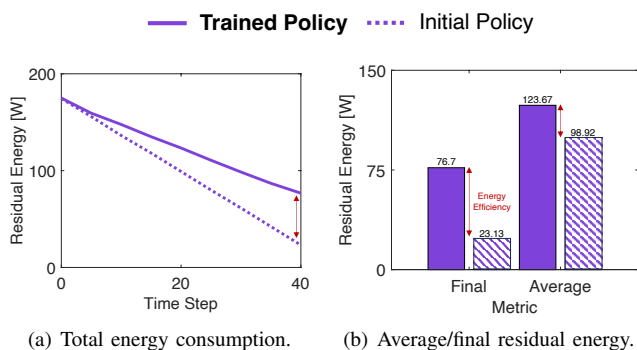 Trained Policy Initial Policy
200
100
0
0 20 40
Residual Energy [W]
Time Step
(a) Total energy consumption.
150
75
0
Residual Energy [W]
76.7
23.13
123.67
98.92
Energy
Efficiency
Final Average
Metric
(b) Average/final residual energy.